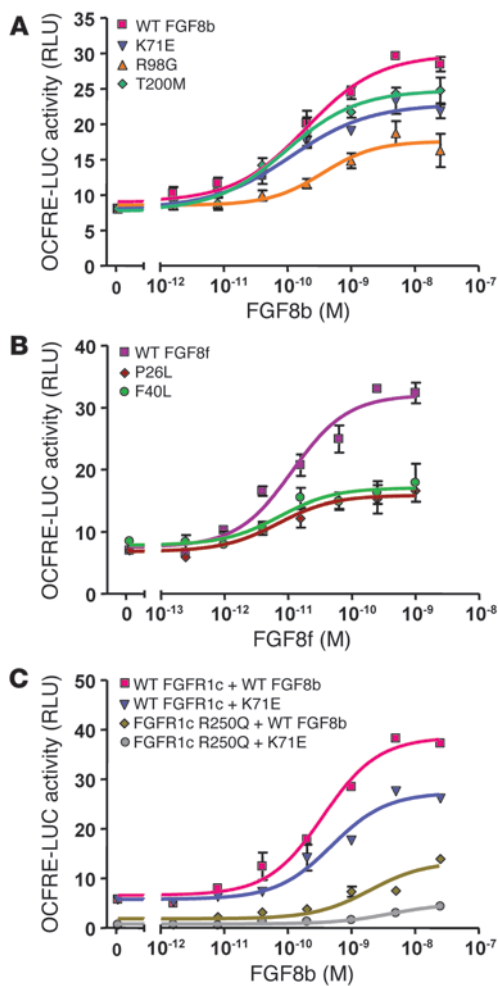 A
WT FGF8b
K71E
R98G
T200M
OCFRE-LUC activity (RLU)
35
30
25
20
15
10
5
0
0 10-12 10-11 10-10 10-9 10-8 10-7
FGF8b (M)
B
WT FGF8f
P26L
F40L
OCFRE-LUC activity (RLU)
40
30
20
10
0
0 10-13 10-12 10-11 10-10 10-9 10-8
FGF8f (M)
C
WT FGFR1c + WT FGF8b
WT FGFR1c + K71E
FGFR1c R250Q + WT FGF8b
FGFR1c R250Q + K71E
OCFRE-LUC activity (RLU)
50
40
30
20
10
0
0 10-12 10-11 10-10 10-9 10-8 10-7
FGF8b (M)